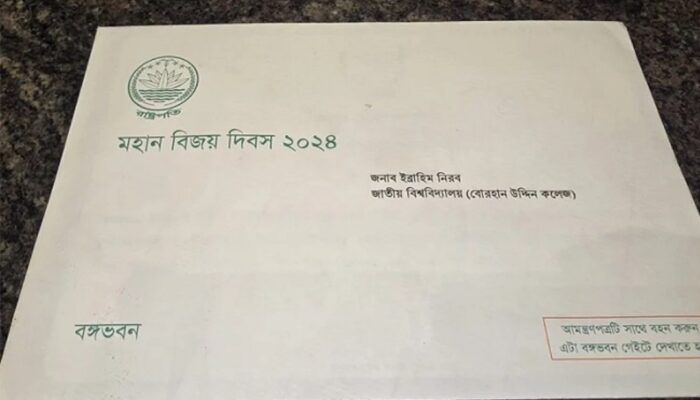 রাষ্ট্রপতি
মহান বিজয় দিবস ২০২৪
জনাব ইব্রাহিম নিরব
জাতীয় বিশ্ববিদ্যালয় (বোরহান উদ্দিন কলেজ)
বঙ্গভবন
আমন্ত্রণপত্রটি সাথে বহন করুন
এটা বঙ্গভবন গেইটে দেখাতে হ